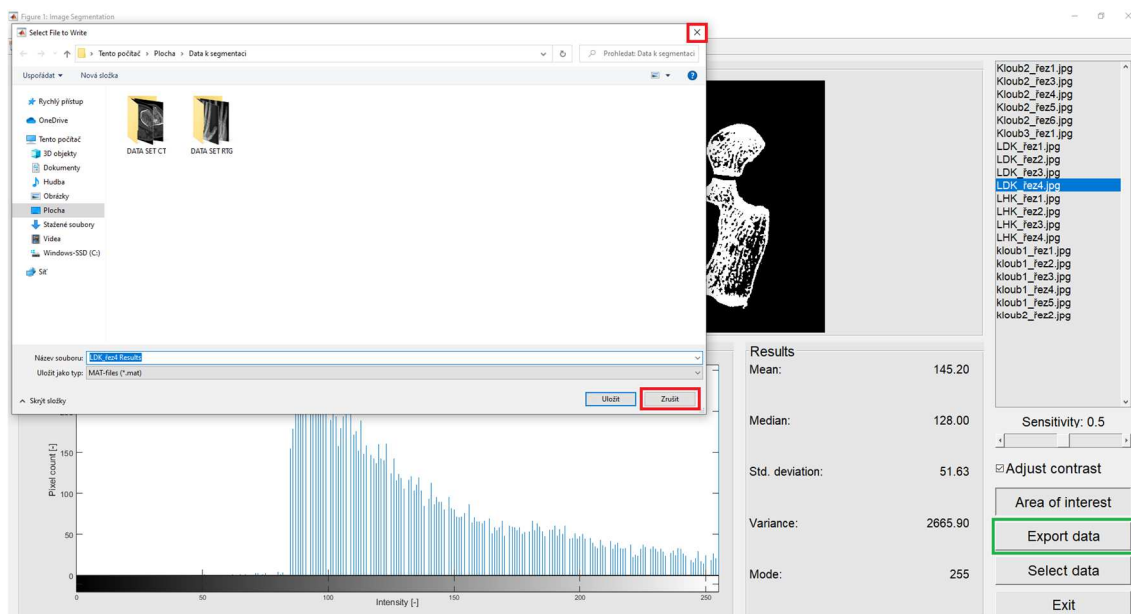 Figure 1: Image Segmentation
Select File to Write
Tento počítač › Plocha › Data k segmentaci
Prohledat: Data k segmentaci
Uspořádat
Nová složka
Rychlý přístup
OneDrive
Tento počítač
3D objekty
Dokumenty
Hudba
Obrázky
Plocha
Stažené soubory
Videa
Windows-SSD (C:)
Síť
DATA SET CT
DATA SET RTG
Název souboru: LDK_řez4 Results
Uložit jako typ: MAT-files (*.mat)
Skrýt složky
Uložit
Zrušit
Kloub2_řez1.jpg
Kloub2_řez3.jpg
Kloub2_řez4.jpg
Kloub2_řez5.jpg
Kloub2_řez6.jpg
Kloub3_řez1.jpg
LDK_řez1.jpg
LDK_řez2.jpg
LDK_řez3.jpg
LDK_řez4.jpg
LHK_řez1.jpg
LHK_řez2.jpg
LHK_řez3.jpg
LHK_řez4.jpg
kloub1_řez1.jpg
kloub1_řez2.jpg
kloub1_řez3.jpg
kloub1_řez4.jpg
kloub1_řez5.jpg
kloub2_řez2.jpg
Pixel count [-]
150
100
50
0
0 50 100 150 200 250
Intensity [-]
Results
Mean: 145.20
Median: 128.00
Std. deviation: 51.63
Variance: 2665.90
Mode: 255
Sensitivity: 0.5
Adjust contrast
Area of interest
Export data
Select data
Exit